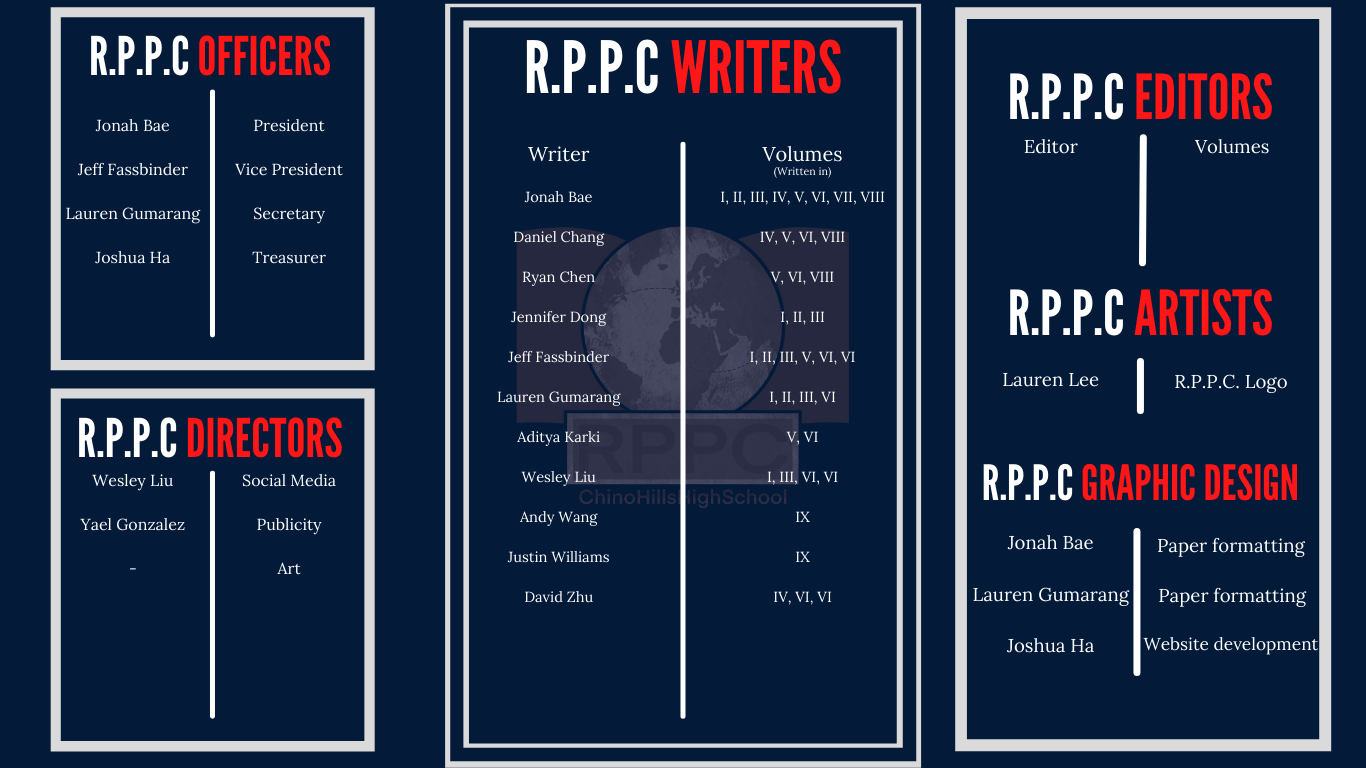 R.P.P.C OFFICERS
Jonah Bae President
Jeff Fassbinder Vice President
Lauren Gumarang Secretary
Joshua Ha Treasurer
R.P.P.C DIRECTORS
Wesley Liu Social Media
Yael Gonzalez Publicity
- Art
R.P.P.C WRITERS
Writer Volumes
(Written in)
Jonah Bae I, II, III, IV, V, VI, VII, VIII
Daniel Chang IV, V, VI, VIII
Ryan Chen V, VI, VIII
Jennifer Dong I, II, III
Jeff Fassbinder I, II, III, V, VI, VI
Lauren Gumarang I, II, III, VI
Aditya Karki V, VI
Wesley Liu I, III, VI, VI
Andy Wang IX
Justin Williams IX
David Zhu IV, VI, VI
RPPC
ChinoHillsHighSchool
R.P.P.C EDITORS
Editor Volumes
R.P.P.C ARTISTS
Lauren Lee R.P.P.C. Logo
R.P.P.C GRAPHIC DESIGN
Jonah Bae Paper formatting
Lauren Gumarang Paper formatting
Joshua Ha Website development